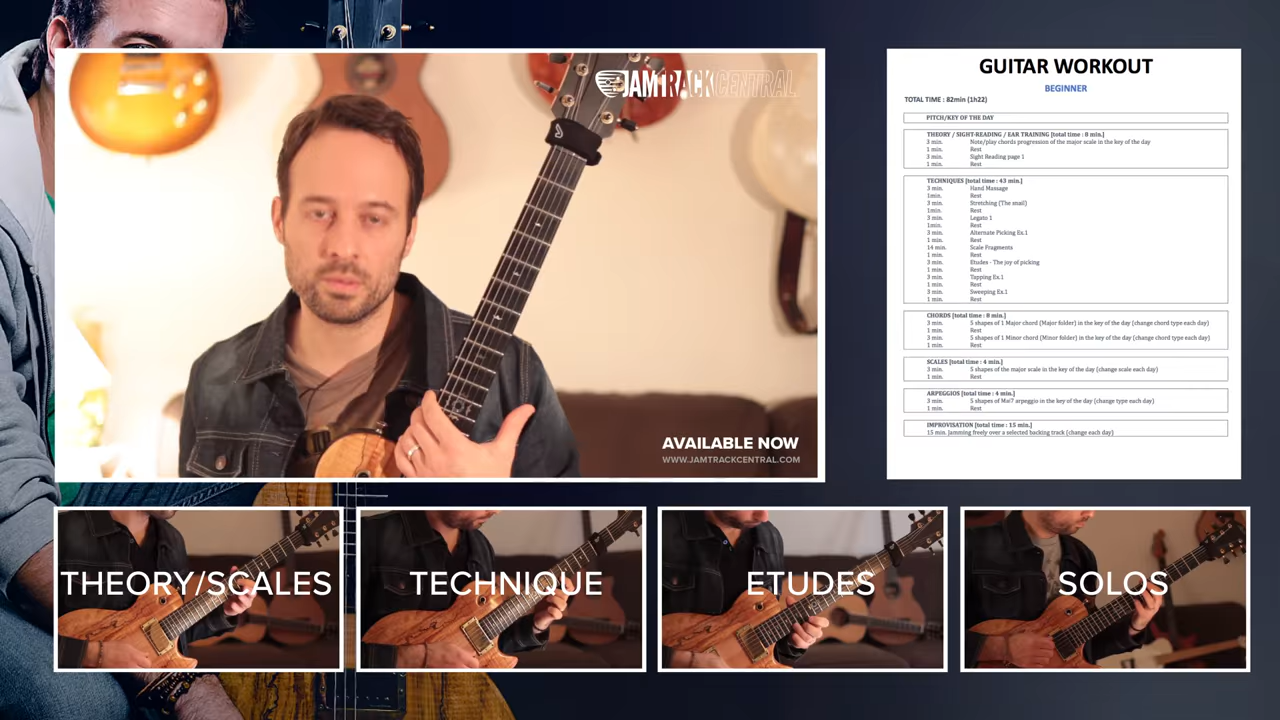 JAMTRACKCENTRAL
AVAILABLE NOW
WWW.JAMTRACKCENTRAL.COM
GUITAR WORKOUT
BEGINNER
TOTAL TIME : 82min (1h22)
PITCH/KEY OF THE DAY
THEORY / SIGHT-READING / EAR TRAINING [total time : 8 min.]
3 min. Note/play chords progression of the major scale in the key of the day
1 min. Rest
3 min. Sight Reading page 1
1 min. Rest
TECHNIQUES [total time : 43 min.]
3 min. Hand Massage
1min. Rest
3 min. Stretching (The snail)
1min. Rest
3 min. Legato 1
1min. Rest
3 min. Alternate Picking Ex.1
1 min. Rest
14 min. Scale Fragments
1 min. Rest
3 min. Etudes - The joy of picking
1 min. Rest
3 min. Tapping Ex.1
1 min. Rest
3 min. Sweeping Ex.1
1 min. Rest
CHORDS [total time : 8 min.]
3 min. 5 shapes of 1 Major chord (Major folder) in the key of the day (change chord type each day)
1 min. Rest
3 min. 5 shapes of 1 Minor chord (Minor folder) in the key of the day (change chord type each day)
1 min. Rest
SCALES [total time : 4 min.]
3 min. 5 shapes of the major scale in the key of the day (change scale each day)
1 min. Rest
ARPEGGIOS [total time : 4 min.]
3 min. 5 shapes of Maj7 arpeggio in the key of the day (change type each day)
1 min. Rest
IMPROVISATION [total time : 15 min.]
15 min. Jamming freely over a selected backing track (change each day)
THEORY/SCALES
TECHNIQUE
ETUDES
SOLOS